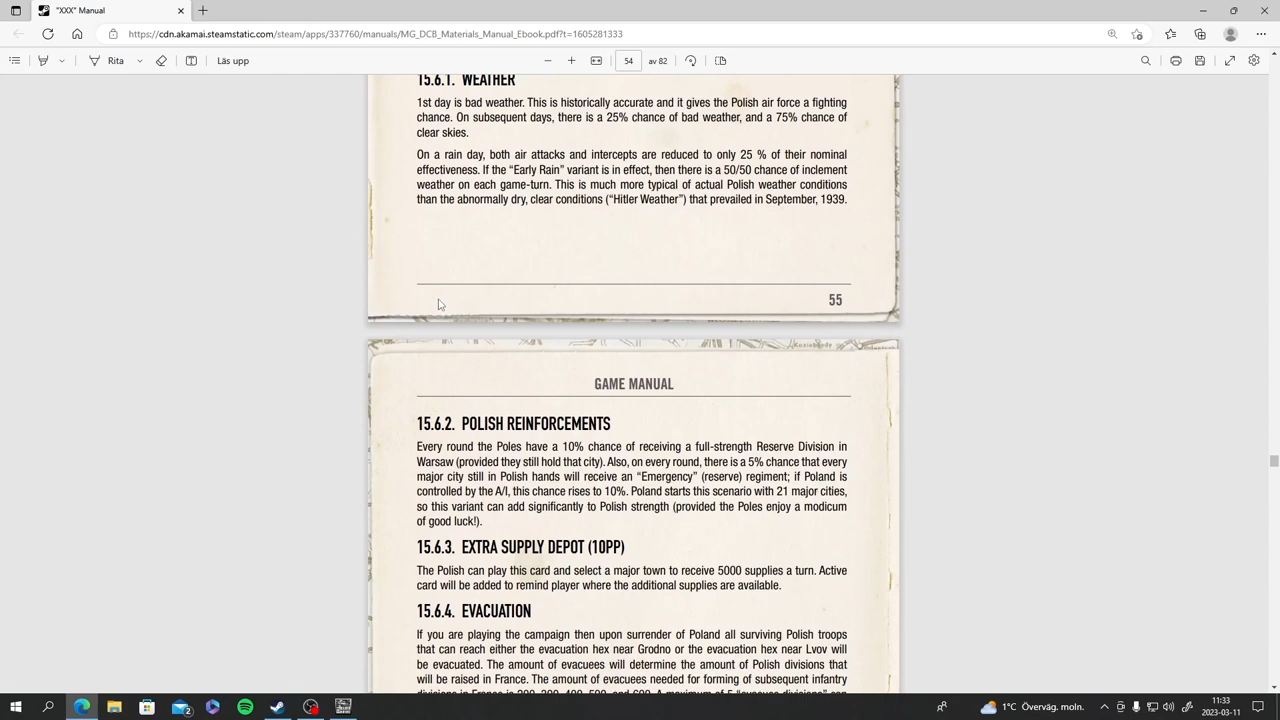 "XXX" Manual
https://cdn.akamai.steamstatic.com/steam/apps/337760/manuals/MG_DCB_Materials_Manual_Ebook.pdf?t=1605281333
Rita
Läs upp
54
av 82
15.6.1. WEATHER
1st day is bad weather. This is historically accurate and it gives the Polish air force a fighting
chance. On subsequent days, there is a 25% chance of bad weather, and a 75% chance of
clear skies.
On a rain day, both air attacks and intercepts are reduced to only 25 % of their nominal
effectiveness. If the “Early Rain” variant is in effect, then there is a 50/50 chance of inclement
weather on each game-turn. This is much more typical of actual Polish weather conditions
than the abnormally dry, clear conditions (“Hitler Weather”) that prevailed in September, 1939.
55
GAME MANUAL
15.6.2. POLISH REINFORCEMENTS
Every round the Poles have a 10% chance of receiving a full-strength Reserve Division in
Warsaw (provided they still hold that city). Also, on every round, there is a 5% chance that every
major city still in Polish hands will receive an “Emergency” (reserve) regiment; if Poland is
controlled by the A/I, this chance rises to 10%. Poland starts this scenario with 21 major cities,
so this variant can add significantly to Polish strength (provided the Poles enjoy a modicum
of good luck!).
15.6.3. EXTRA SUPPLY DEPOT (10PP)
The Polish can play this card and select a major town to receive 5000 supplies a turn. Active
card will be added to remind player where the additional supplies are available.
15.6.4. EVACUATION
If you are playing the campaign then upon surrender of Poland all surviving Polish troops
that can reach either the evacuation hex near Grodno or the evacuation hex near Lvov will
be evacuated. The amount of evacuees will determine the amount of Polish divisions that
will be raised in France. The amount of evacuees needed for forming of subsequent infantry
divisions in France is 200, 300, 400, 500, and 600. A maximum of 5 “evacuee divisions” can
1°C Överväg. moln.
11:33
2023-03-11